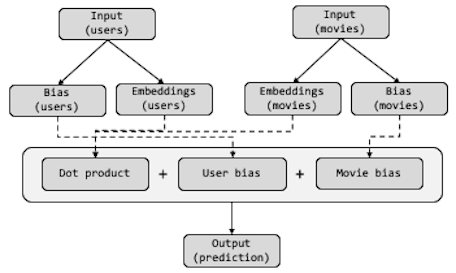 Input
(users)
Input
(movies)
Bias
(users)
Embeddings
(users)
Embeddings
(movies)
Bias
(movies)
Dot product + User bias + Movie bias
Output
(prediction)